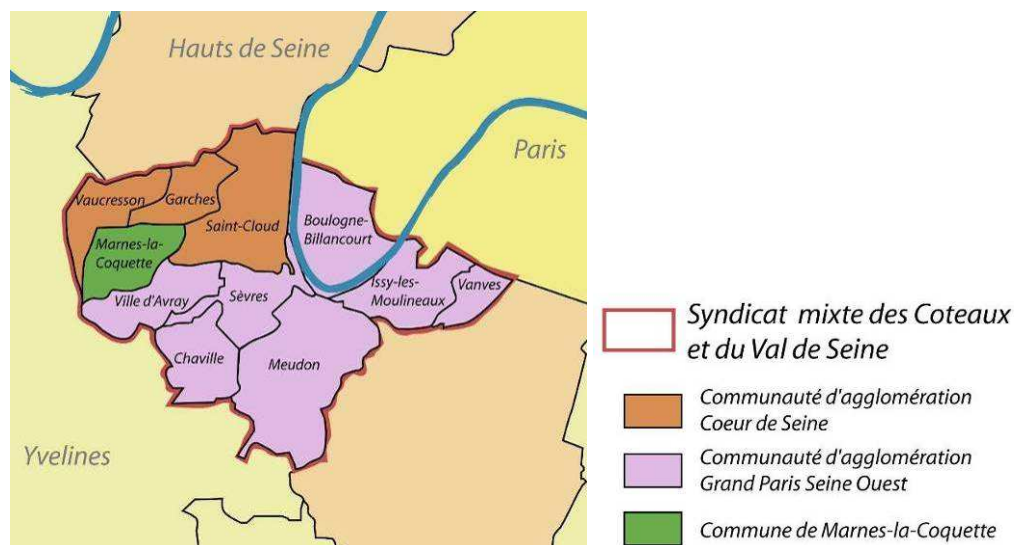 Hauts de Seine
Paris
Vaucresson
Garches
Saint-Cloud
Boulogne-
Billancourt
Marnes-la-
Coquette
Ville d'Avray
Sèvres
Issy-les-
Moulineaux
Vanves
Chaville
Meudon
Yvelines
Syndicat mixte des Coteaux
et du Val de Seine
Communauté d'agglomération
Coeur de Seine
Communauté d'agglomération
Grand Paris Seine Ouest
Commune de Marnes-la-Coquette